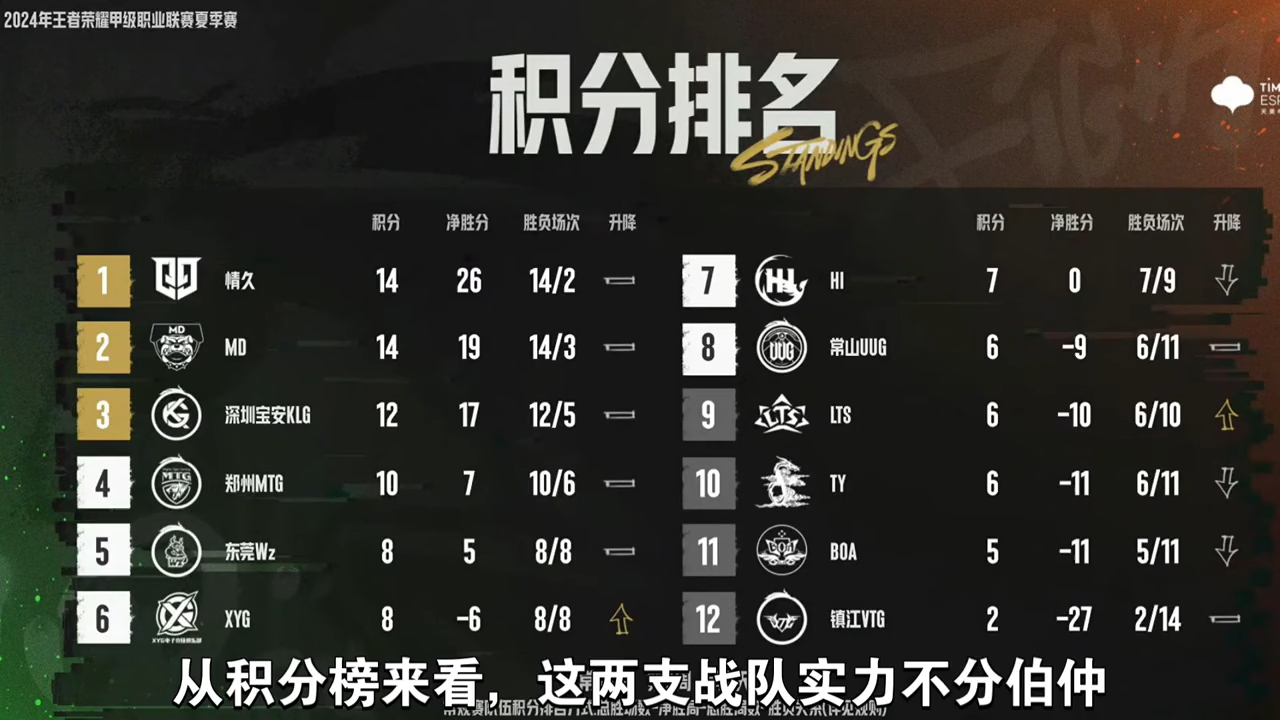 2024年王者荣耀甲级职业联赛夏季赛
积分排名
STANDINGS
积分 净胜分 胜负场次 升降
1 情久 14 26 14/2
2 MD MD 14 19 14/3
3 深圳宝安KLG 12 17 12/5
4 MTG 郑州MTG 10 7 10/6
5 WZ 东莞Wz 8 5 8/8
6 XYG 8 -6 8/8
积分 净胜分 胜负场次 升降
7 HI HI 7 0 7/9
8 UUG 常山UUG 6 -9 6/11
9 LTS LTS 6 -10 6/10
10 TY 6 -11 6/11
11 BOA BOA 5 -11 5/11
12 镇江VTG 2 -27 2/14
从积分榜来看，这两支战队实力不分伯仲